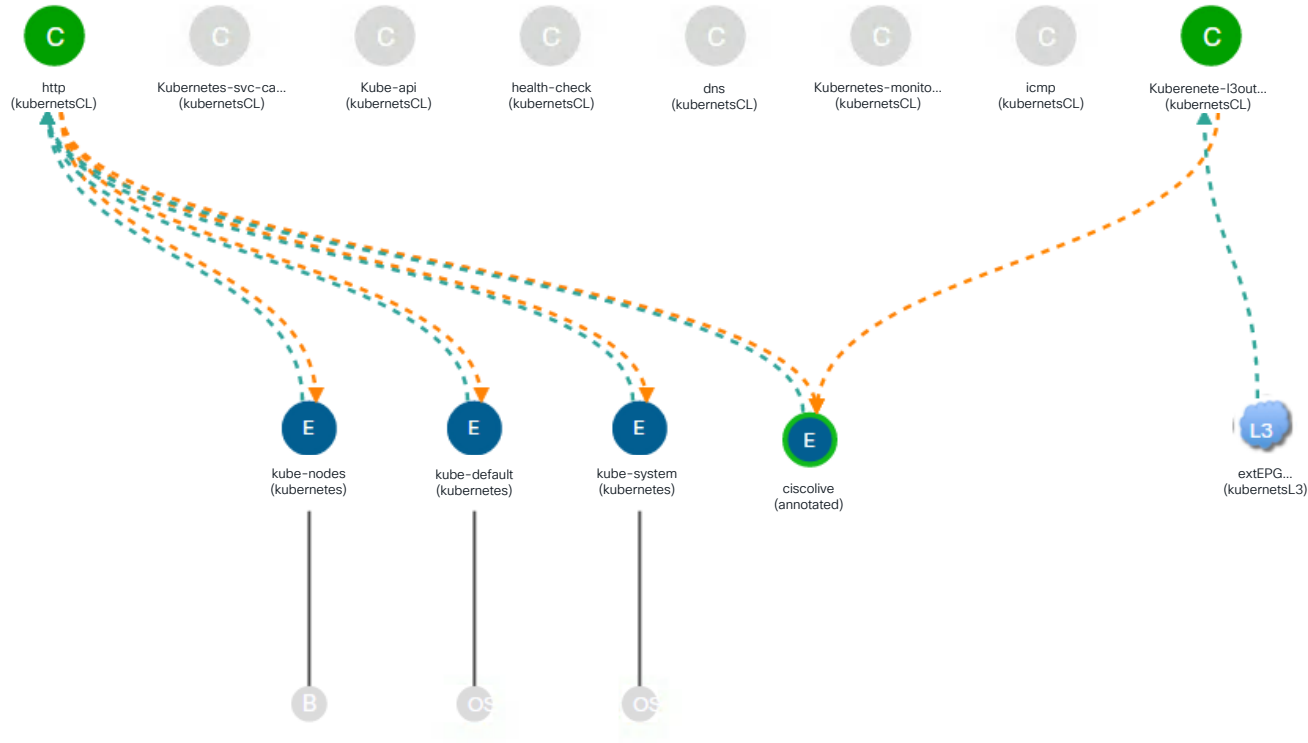 C C C C C C C C
http Kubernetes-svc-ca... Kube-api health-check dns Kubernetes-monito... icmp Kuberenete-l3out...
(kubernetsCL) (kubernetsCL) (kubernetsCL) (kubernetsCL) (kubernetsCL) (kubernetsCL) (kubernetsCL) (kubernetsCL)
E E E E L3
kube-nodes kube-default kube-system ciscolive extEPG...
(kubernetes) (kubernetes) (kubernetes) (annotated) (kubernetsL3)
B OS OS